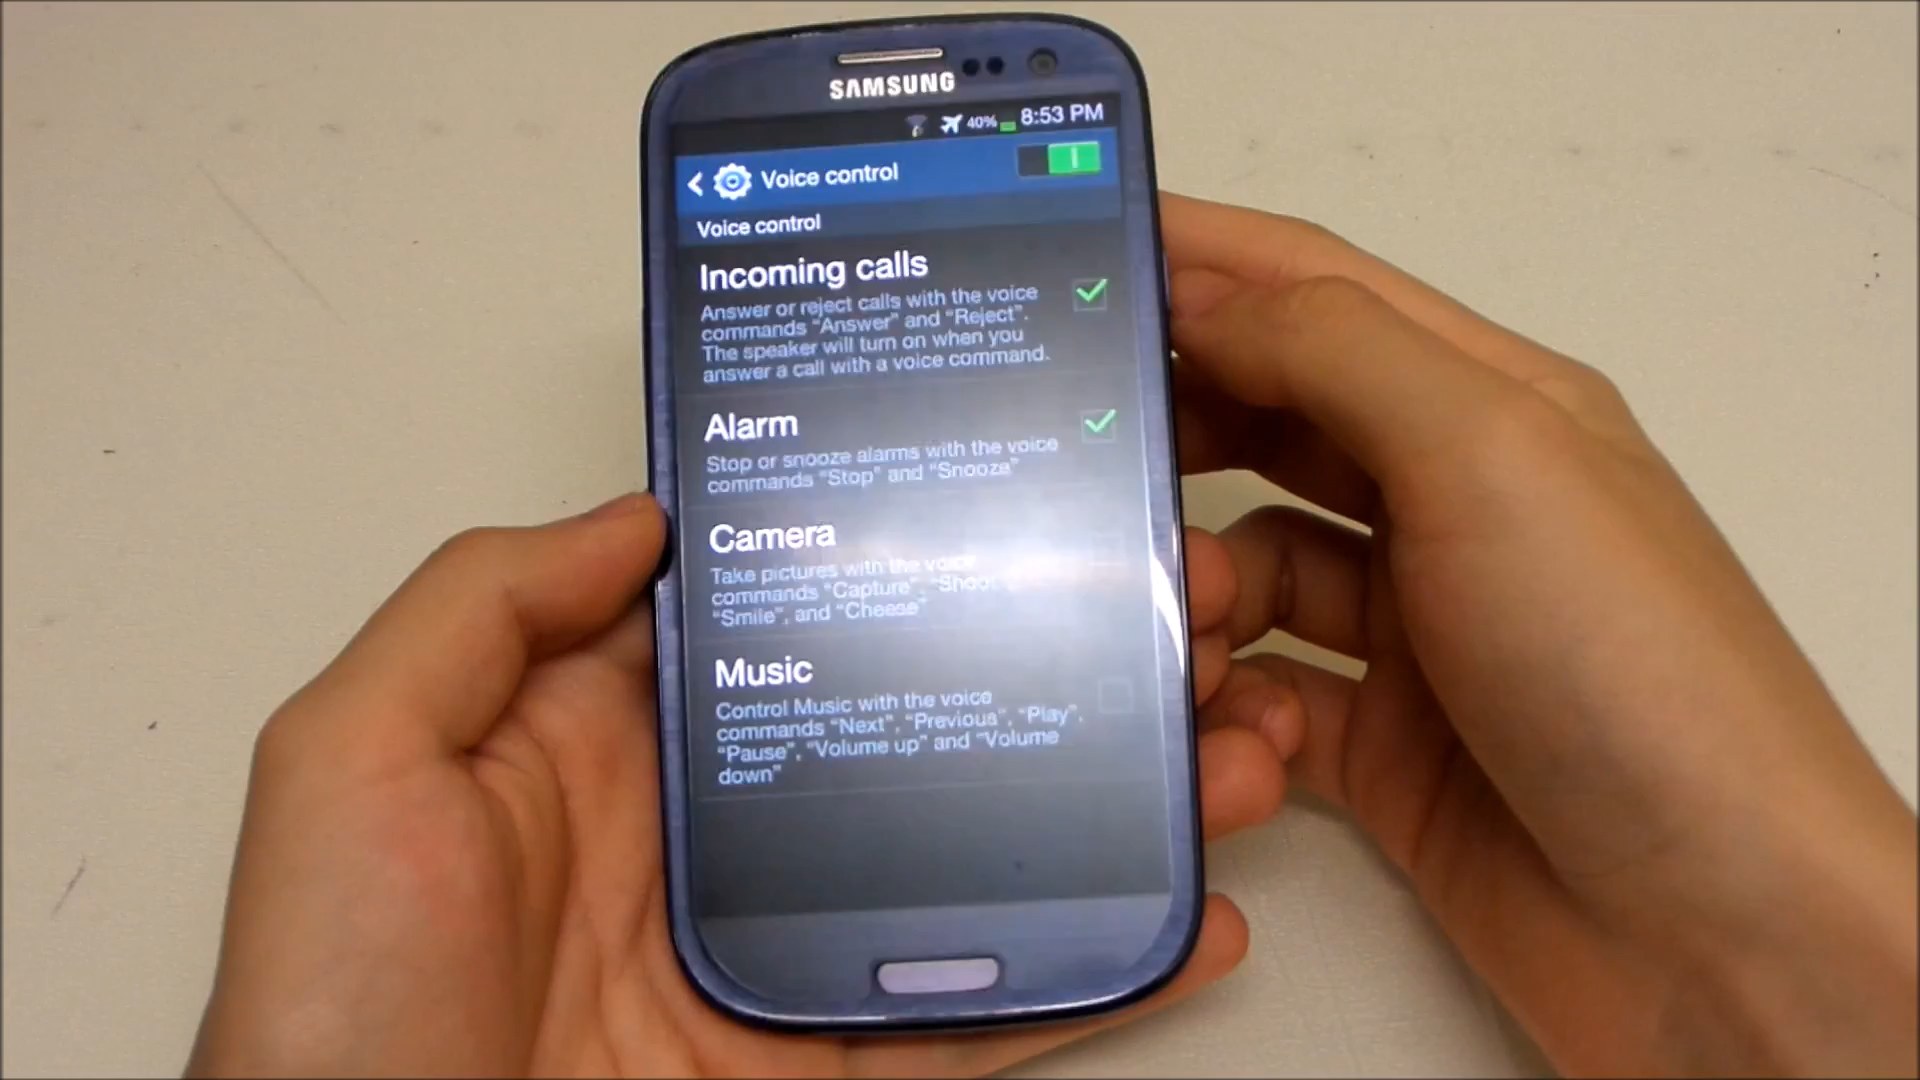 SAMSUNG
40% 8:53 PM
Voice control
Voice control
Incoming calls
Answer or reject calls with the voice
commands “Answer” and “Reject”.
The speaker will turn on when you
answer a call with a voice command.
Alarm
Stop or snooze alarms with the voice
commands “Stop” and “Snooze”
Camera
Take pictures with the voice
commands “Capture”, “Shoot
“Smile”, and “Cheese”
Music
Control Music with the voice
commands “Next”, “Previous”, “Play”,
“Pause”, “Volume up” and “Volume
down”